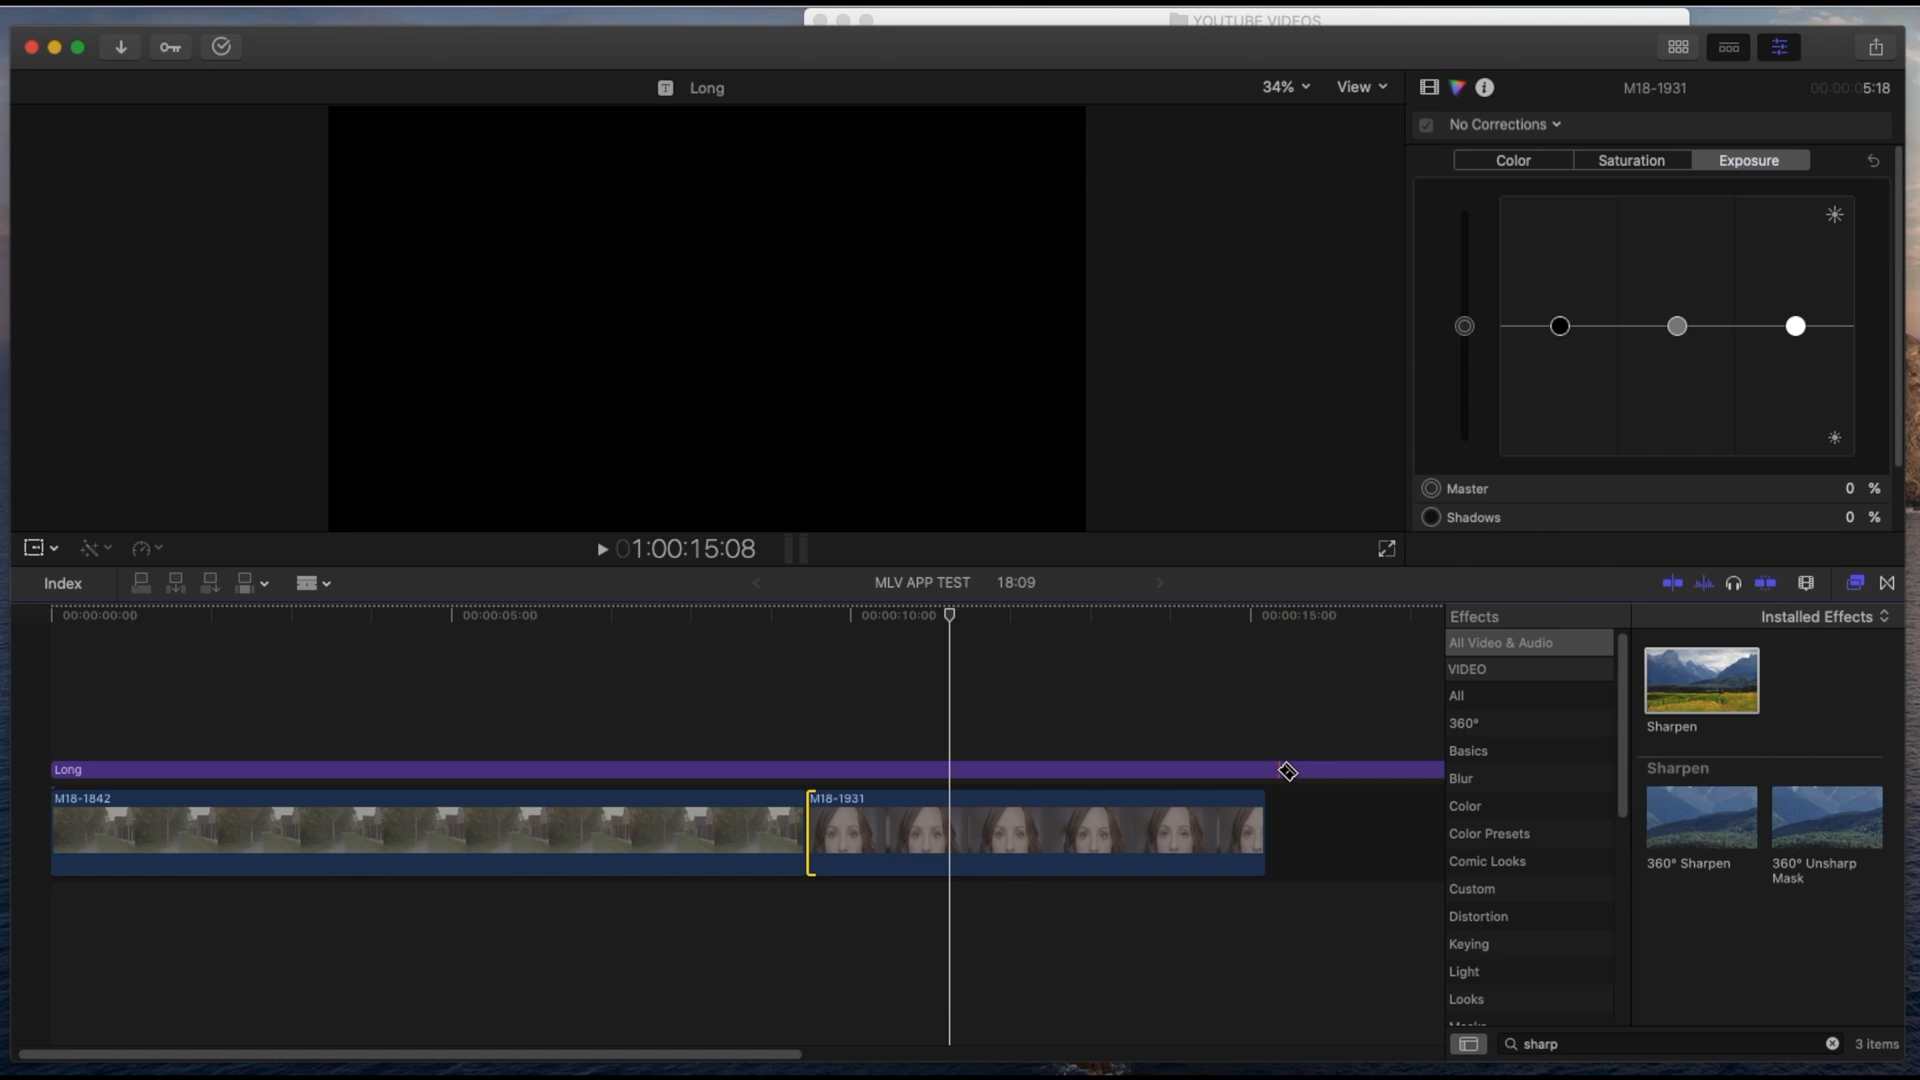 YOUTUBE VIDEOS
T Long 34% View M18-1931 00:00:05:18
No Corrections
Color Saturation Exposure
Master 0 %
Shadows 0 %
01:00:15:08
Index MLV APP TEST 18:09
00:00:00:00 00:00:05:00 00:00:10:00 00:00:15:00
Effects Installed Effects
All Video & Audio
VIDEO
All
360°
Basics
Blur
Color
Color Presets
Comic Looks
Custom
Distortion
Keying
Light
Looks
Masks
Sharpen
Sharpen
360° Sharpen 360° Unsharp
Mask
Long
M18-1842 M18-1931
sharp 3 items